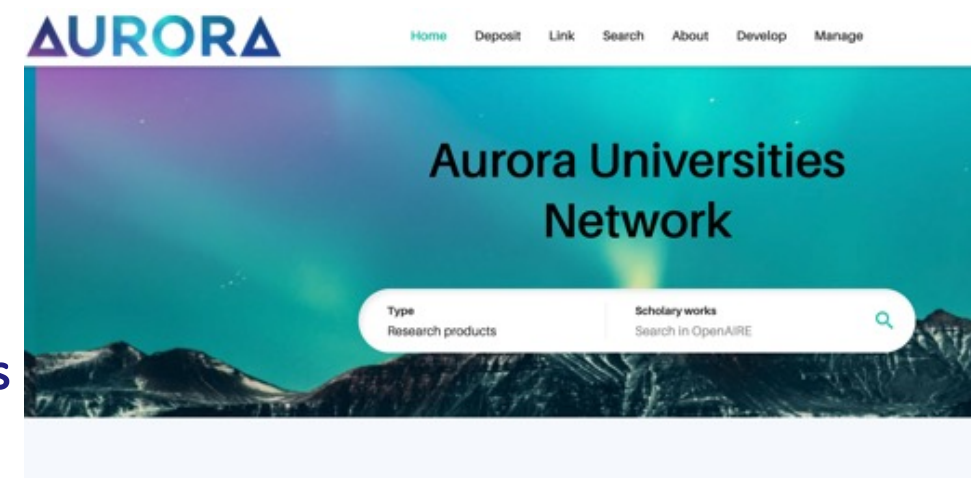 AURORA
Home Deposit Link Search About Develop Manage
Aurora Universities
Network
Type
Research products
Scholary works
Search in OpenAIRE
s